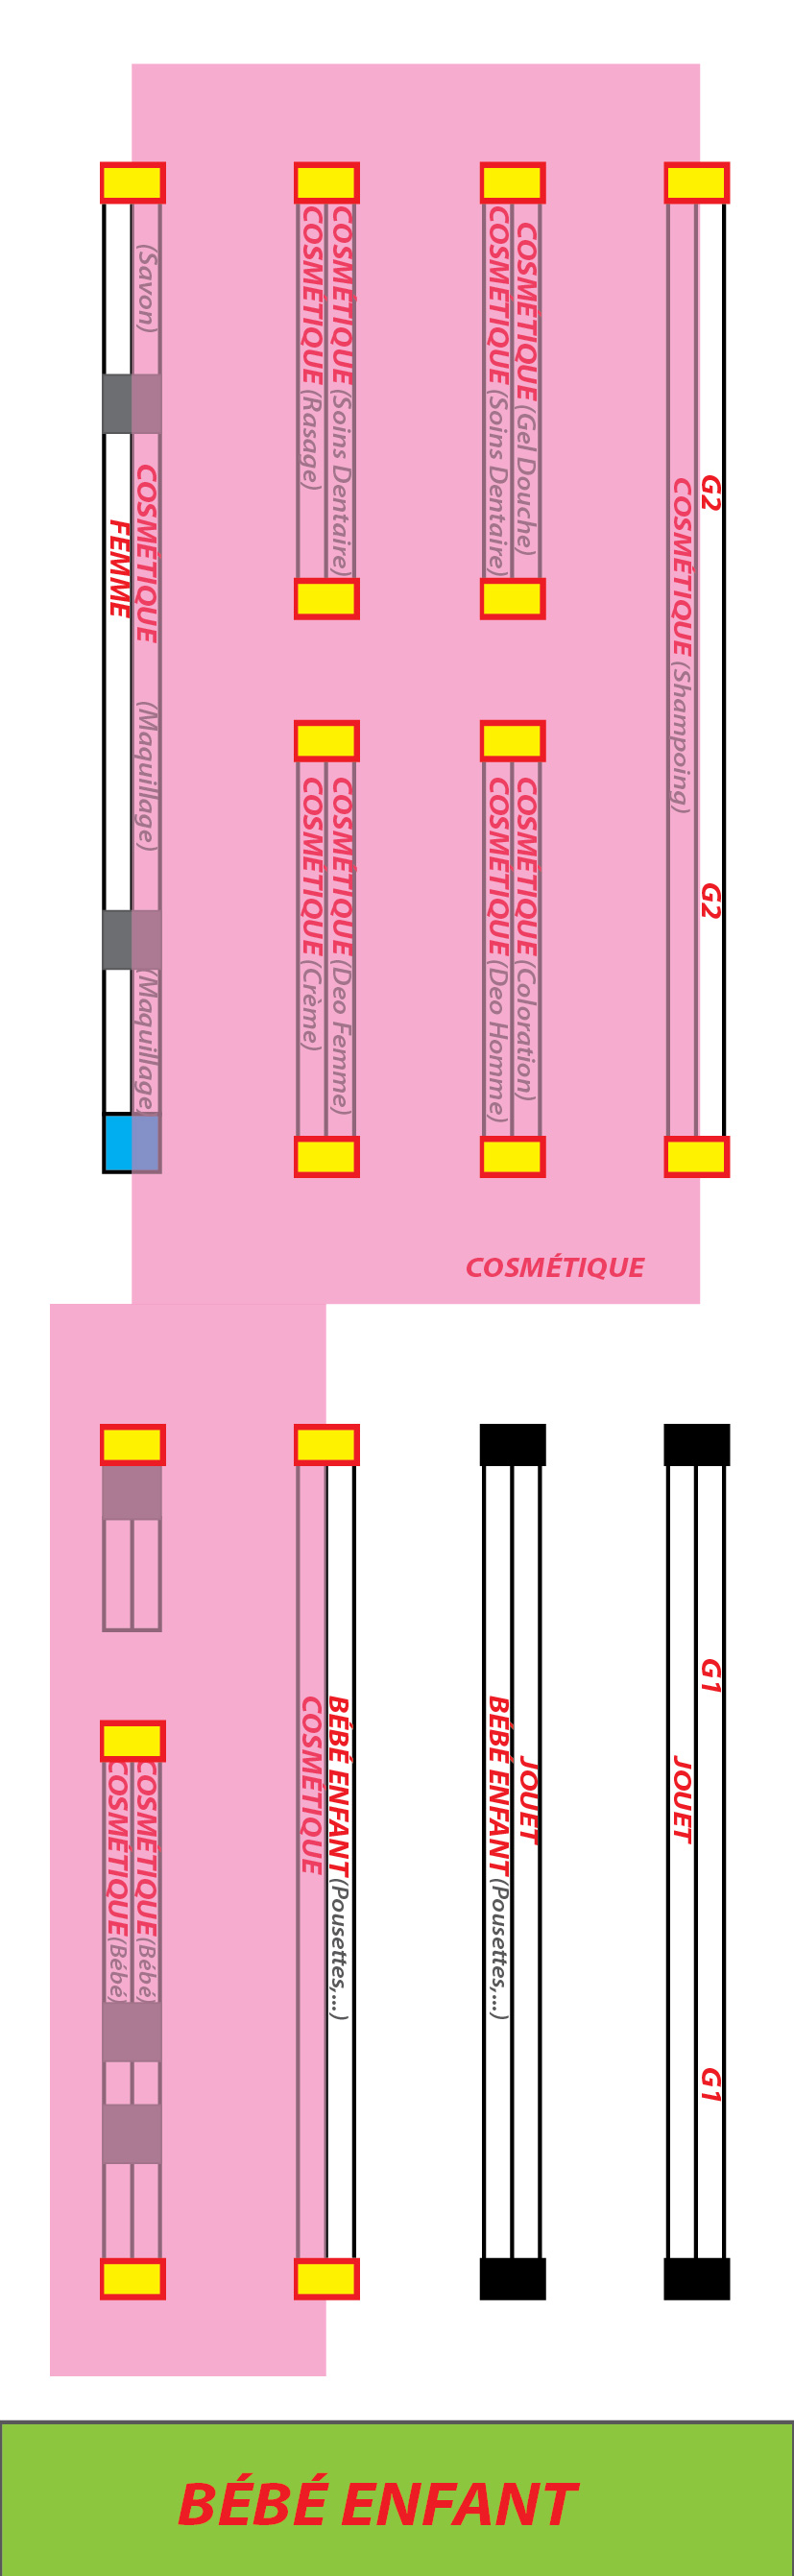 (Savon)
COSMÉTIQUE
(Maquillage)
(Maquillage)
FEMME
COSMÉTIQUE (Soins Dentaire)
COSMÉTIQUE (Rasage)
COSMÉTIQUE (Gel Douche)
COSMÉTIQUE (Soins Dentaire)
G2
G2
COSMÉTIQUE (Shampoing)
COSMÉTIQUE (Deo Femme)
COSMÉTIQUE (Crème)
COSMÉTIQUE (Coloration)
COSMÉTIQUE (Deo Homme)
COSMÉTIQUE
COSMÉTIQUE (Bébé)
COSMÉTIQUE (Bébé)
BÉBÉ ENFANT (Pousettes,...)
COSMÉTIQUE
JOUET
BÉBÉ ENFANT (Pousettes,...)
G1
G1
JOUET
BÉBÉ ENFANT